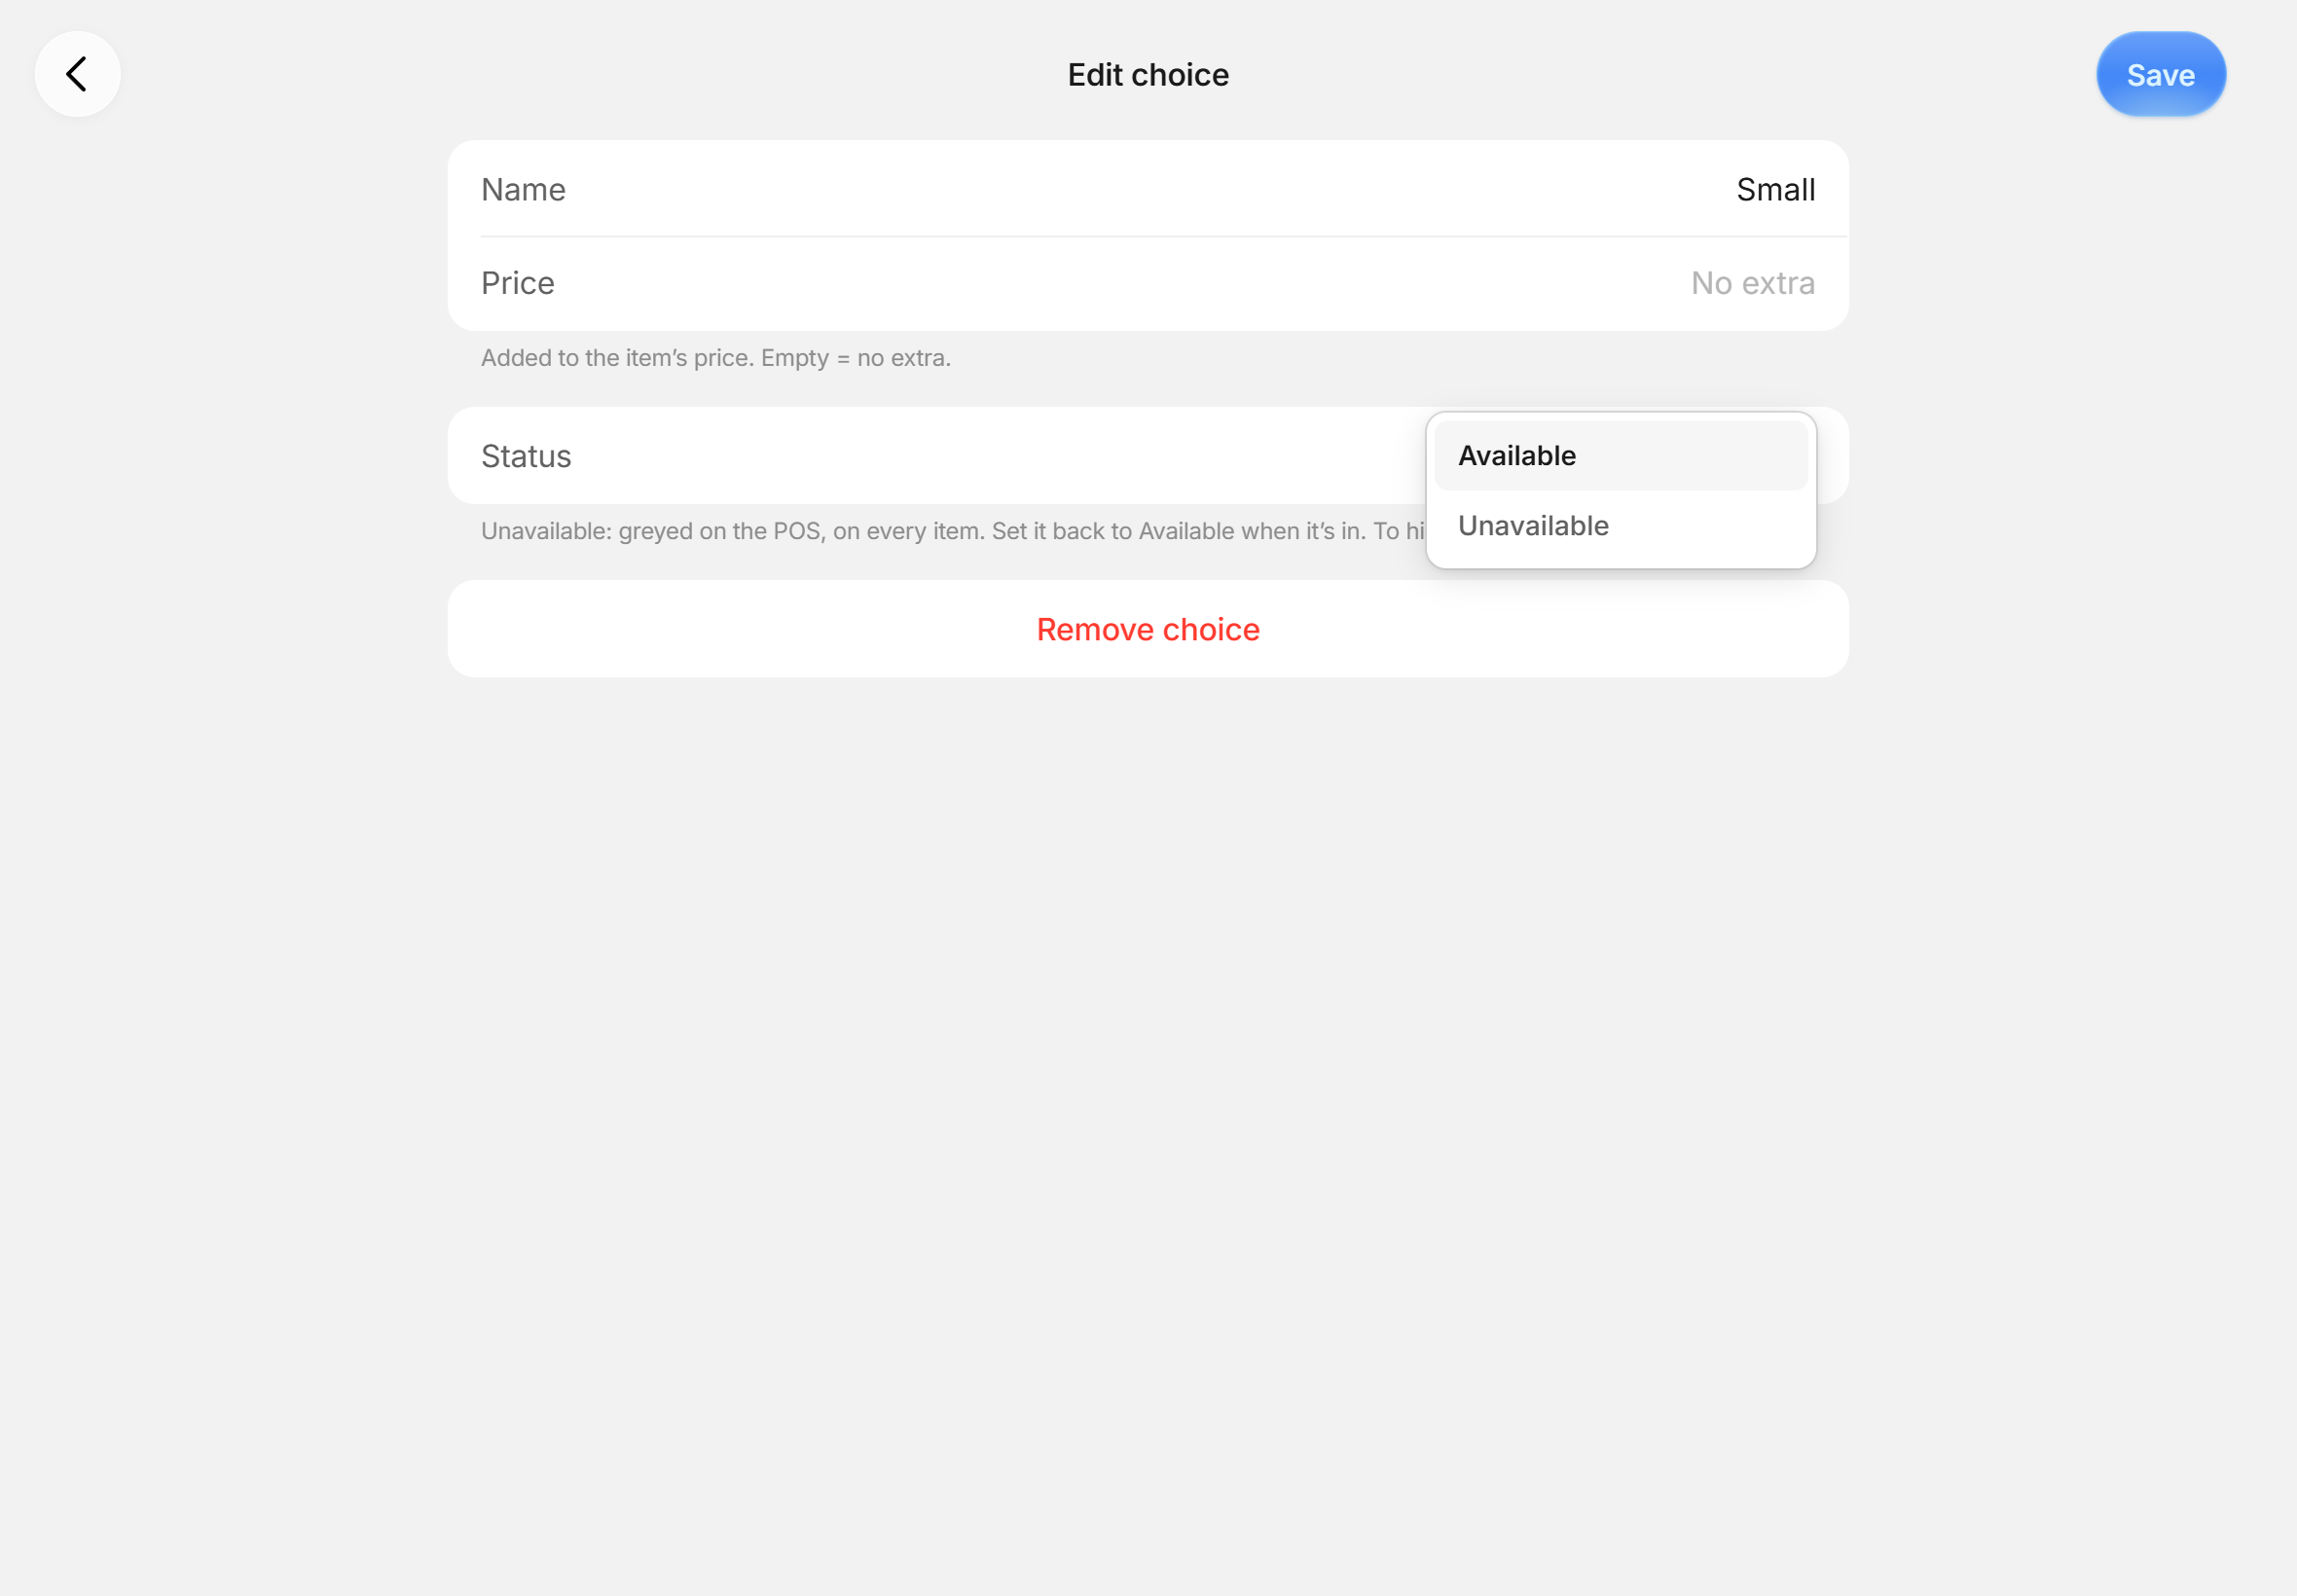 Edit choice
Save
Name
Small
Price
No extra
Added to the item’s price. Empty = no extra.
Status
Available
Unavailable: greyed on the POS, on every item. Set it back to Available when it’s in. To
Unavailable
Remove choice